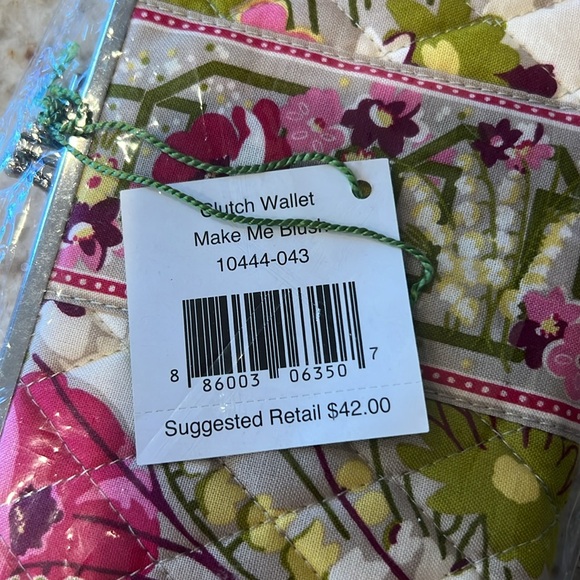 Clutch Wallet
Make Me Blush
10444-043
8 86003 06350 7
Suggested Retail $42.00